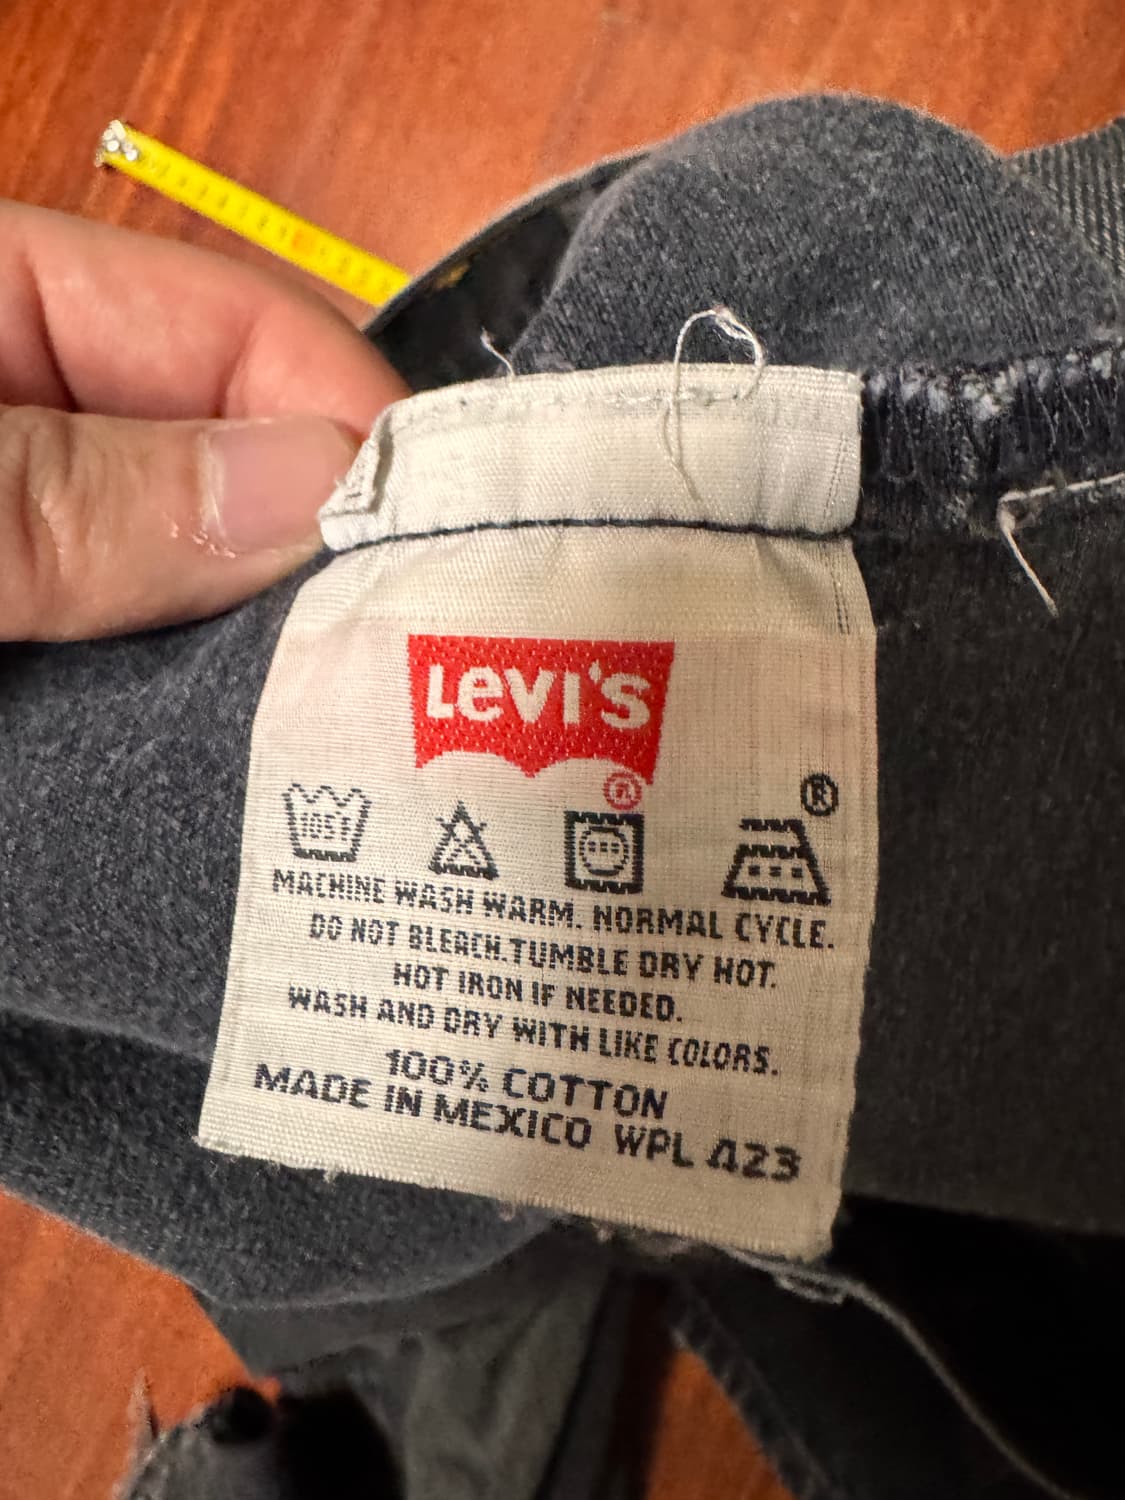 LEVI'S
®
®
105F
MACHINE WASH WARM. NORMAL CYCLE.
DO NOT BLEACH. TUMBLE DRY HOT.
HOT IRON IF NEEDED.
WASH AND DRY WITH LIKE COLORS.
100% COTTON
MADE IN MEXICO WPL 423